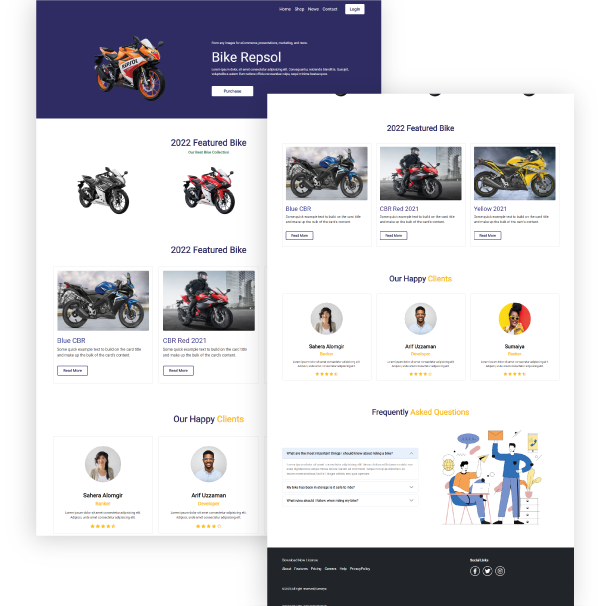 Home Shop News Contact Login
Bike Repsol
Purchase
2022 Featured Bike
Our Best Bike Collection
2022 Featured Bike
Blue CBR
Some quick example text to build on the card title
and make up the bulk of the card's content.
Read More
CBR Red 2021
Some quick example text to build on the card title
and make up the bulk of the card's content.
Read More
Our Happy Clients
Sahera Alomgir
Banker
Arif Uzzaman
Developer
2022 Featured Bike
Blue CBR
Some quick example text to build on the card title
and make up the bulk of the card's content.
Read More
CBR Red 2021
Some quick example text to build on the card title
and make up the bulk of the card's content.
Read More
Yellow 2021
Some quick example text to build on the card title
and make up the bulk of the card's content.
Read More
Our Happy Clients
Sahera Alomgir
Banker
Arif Uzzaman
Developer
Sumaiya
Banker
Frequently Asked Questions
What are the most important things I should know about riding a bike?
My bike has been in storage is it safe to ride?
What class should I follow when riding my bike?
About Features Pricing Careers Help Privacy Policy
Social Links